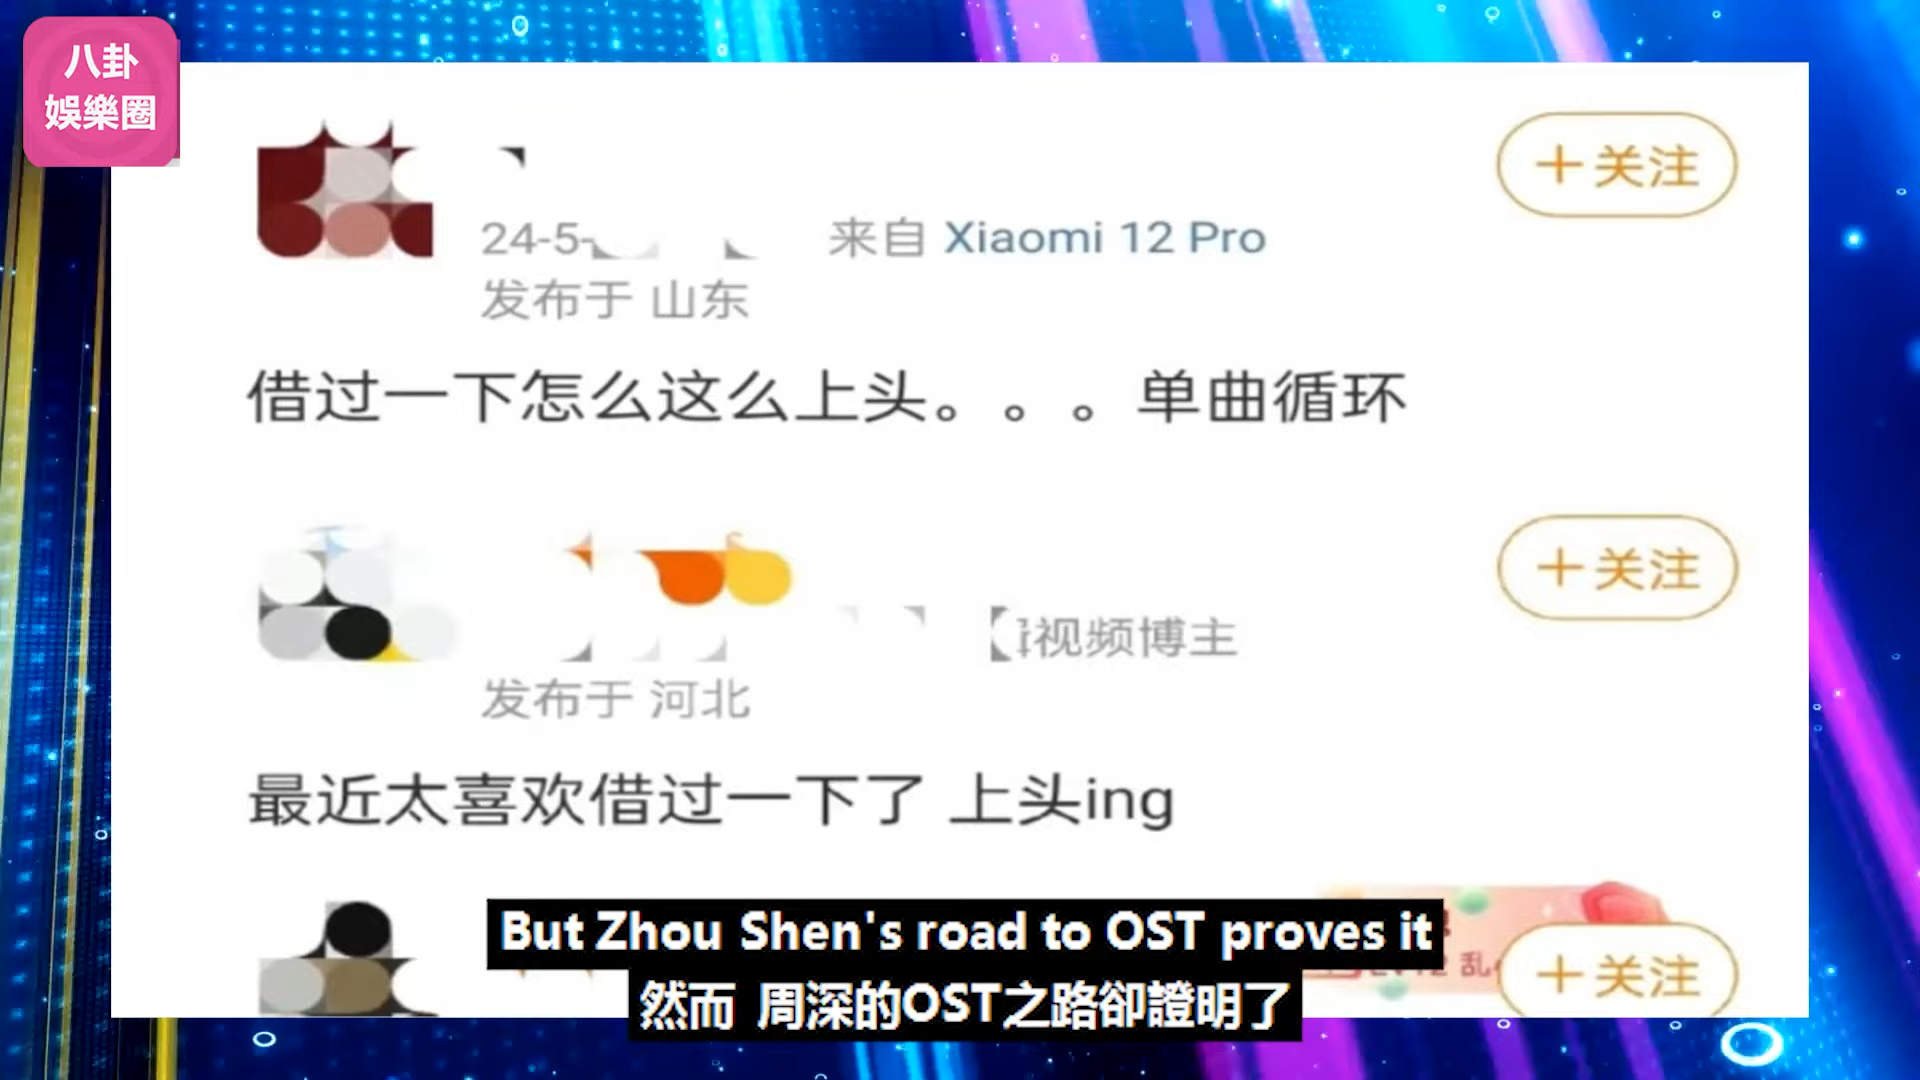 八卦
娛樂圈
+关注
24-5- 来自 Xiaomi 12 Pro
发布于 山东
借过一下怎么这么上头。。。单曲循环
+关注
视频博主
发布于 河北
最近太喜欢借过一下了 上头ing
+关注
But Zhou Shen's road to OST proves it
然而 周深的OST之路卻證明了